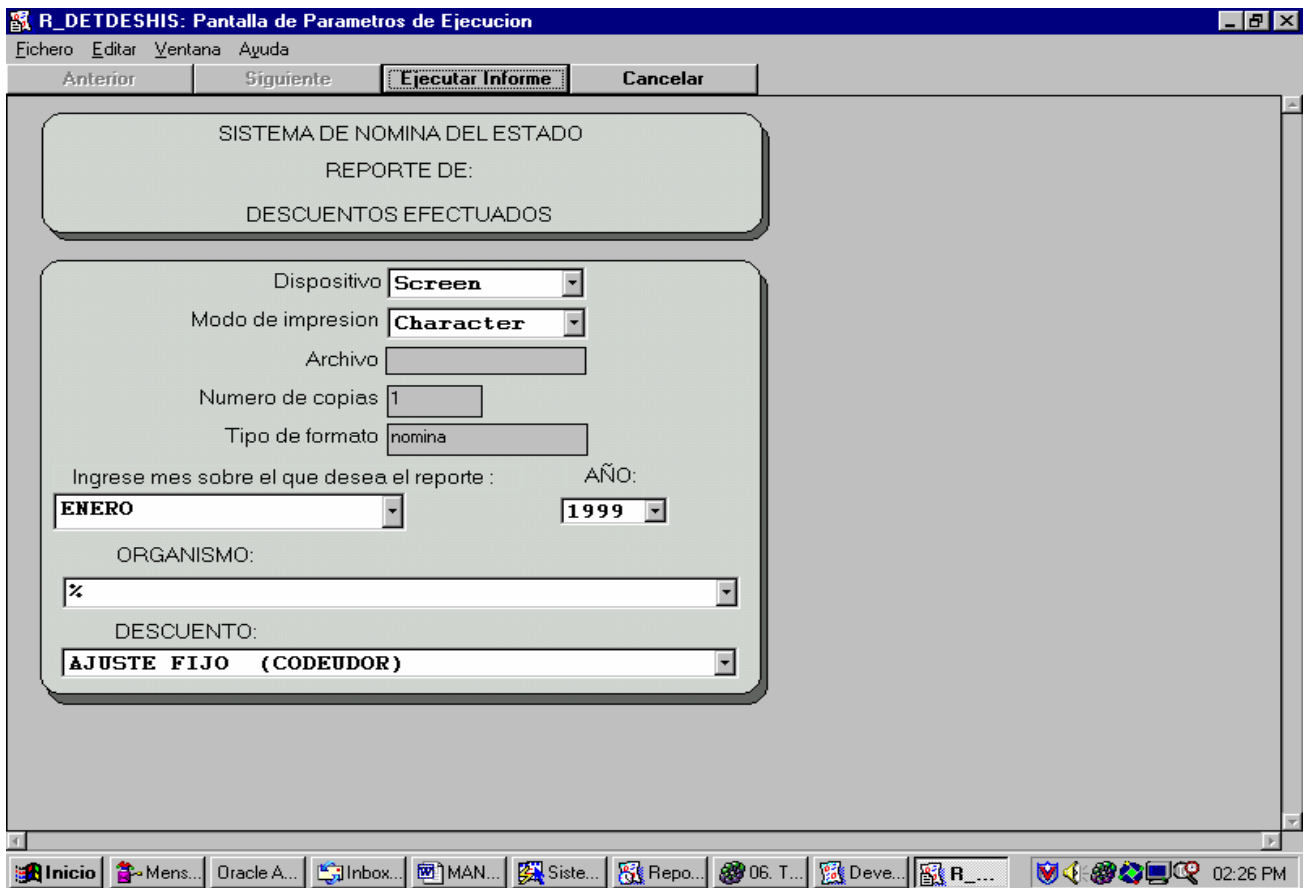 R_DETDESHIS: Pantalla de Parametros de Ejecucion
Fichero Editar Ventana Ayuda
Anterior Siguiente Ejecutar Informe Cancelar
SISTEMA DE NOMINA DEL ESTADO
REPORTE DE:
DESCUENTOS EFECTUADOS
Dispositivo Screen
Modo de impresion Character
Archivo
Numero de copias 1
Tipo de formato nomina
Ingrese mes sobre el que desea el reporte : AÑO:
ENERO 1999
ORGANISMO:
%
DESCUENTO:
AJUSTE FIJO (CODEUDOR)
Inicio Mens... Oracle A... Inbox... MAN... Siste... Repo... 06. T... Deve... R_... 02:26 PM